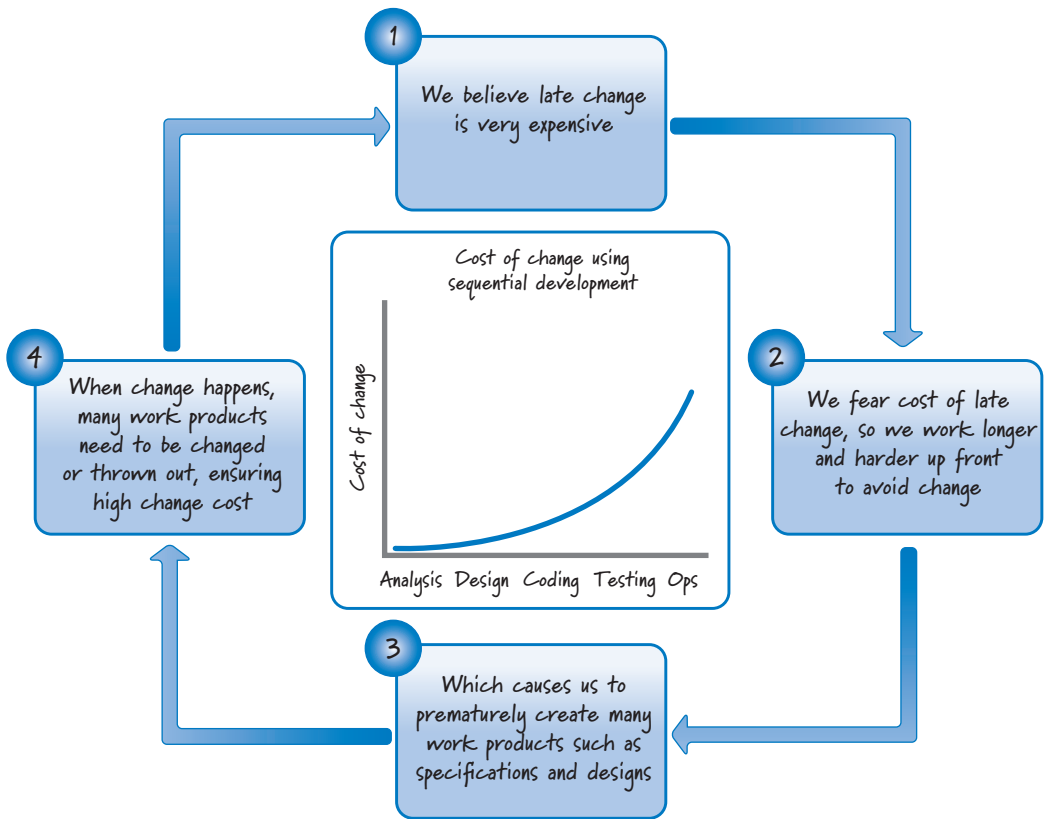 1
We believe late change
is very expensive
2
We fear cost of late
change, so we work longer
and harder up front
to avoid change
3
Which causes us to
prematurely create many
work products such as
specifications and designs
4
When change happens,
many work products
need to be changed
or thrown out, ensuring
high change cost
Cost of change using
sequential development
Cost of change
Analysis Design Coding Testing Ops